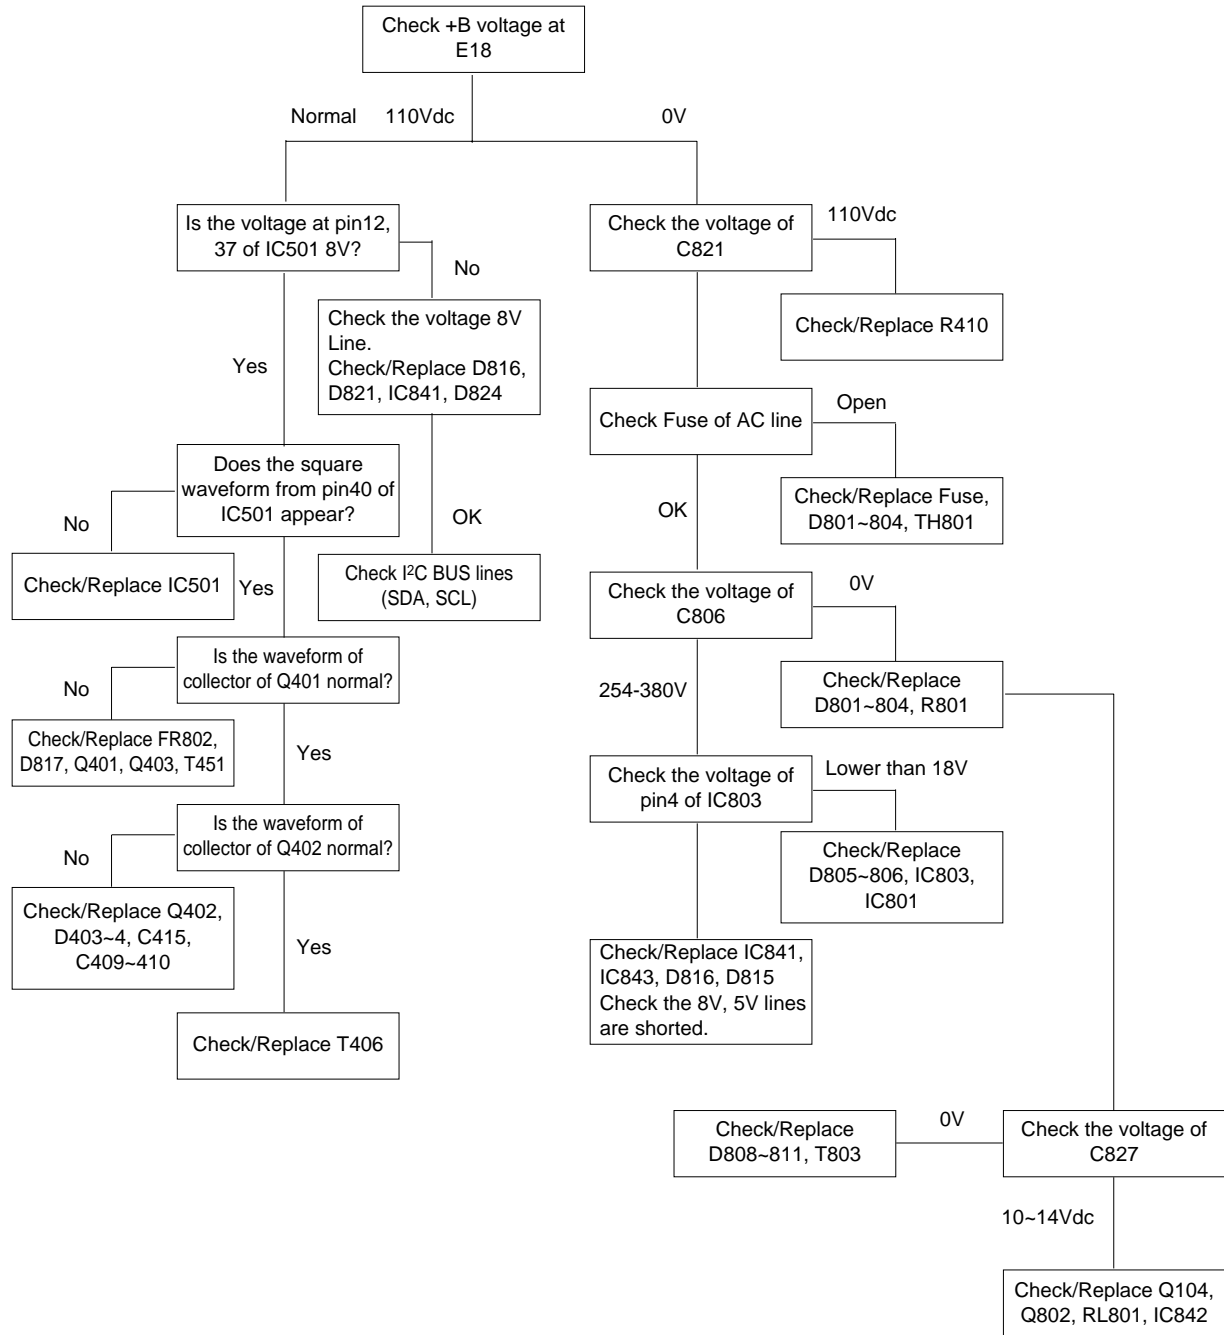 Check +B voltage at
E18
Normal 110Vdc
0V
Is the voltage at pin12,
37 of IC501 8V?
No
Check the voltage 8V
Line.
Check/Replace D816,
D821, IC841, D824
Yes
OK
Check I²C BUS lines
(SDA, SCL)
Does the square
waveform from pin40 of
IC501 appear?
No
Check/Replace IC501
Yes
Is the waveform of
collector of Q401 normal?
No
Check/Replace FR802,
D817, Q401, Q403, T451
Yes
Is the waveform of
collector of Q402 normal?
No
Check/Replace Q402,
D403~4, C415,
C409~410
Yes
Check/Replace T406
Check the voltage of
C821
110Vdc
Check/Replace R410
Check Fuse of AC line
Open
Check/Replace Fuse,
D801~804, TH801
OK
Check the voltage of
C806
0V
Check/Replace
D801~804, R801
254-380V
Check the voltage of
pin4 of IC803
Lower than 18V
Check/Replace
D805~806, IC803,
IC801
Check/Replace IC841,
IC843, D816, D815
Check the 8V, 5V lines
are shorted.
Check the voltage of
C827
0V
Check/Replace
D808~811, T803
10~14Vdc
Check/Replace Q104,
Q802, RL801, IC842